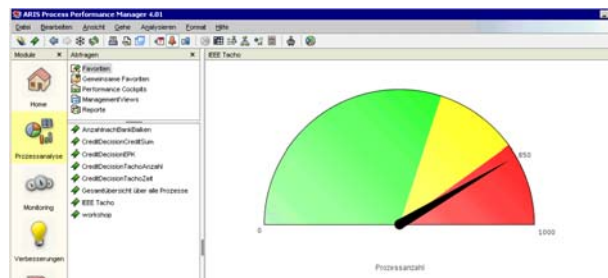 ARIS Process Performance Manager 4.01
Datei Bearbeiten Ansicht Gehe Analysieren Format Hilfe
Module
Abfragen
IEEE Tacho
Home
Prozessanalyse
Monitoring
Verbesserungen
Favoriten
Gemeinsame Favoriten
Performance Cockpits
ManagementViews
Reporte
AnzahlnachBankBalken
CreditDecisionCreditSum
CreditDecisionEPK
CreditDecisionTachoAnzahl
CreditDecisionTachoZeit
Gesamtübersicht über alle Prozesse
IEEE Tacho
workshop
850
0
1000
Prozessanzahl